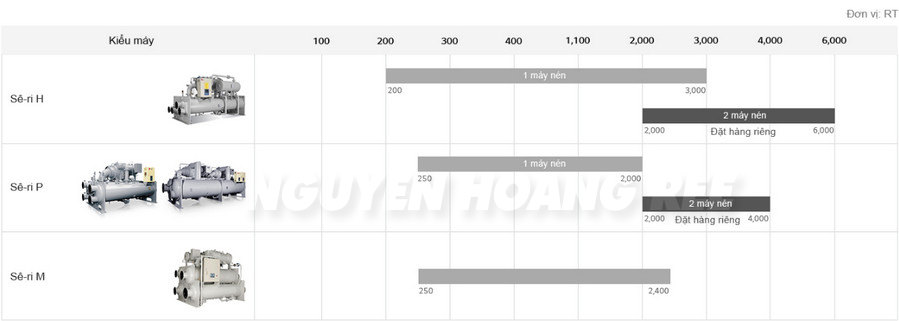 Đơn vị: RT
Kiểu máy 100 200 300 400 1,100 2,000 3,000 4,000 6,000
1 máy nén
200 3,000
Sê-ri H
2 máy nén
2,000 Đặt hàng riêng 6,000
1 máy nén
250 2,000
Sê-ri P
NGUYEN HOANG REE
2 máy nén
2,000 Đặt hàng riêng 4,000
Sê-ri M
250 2,400